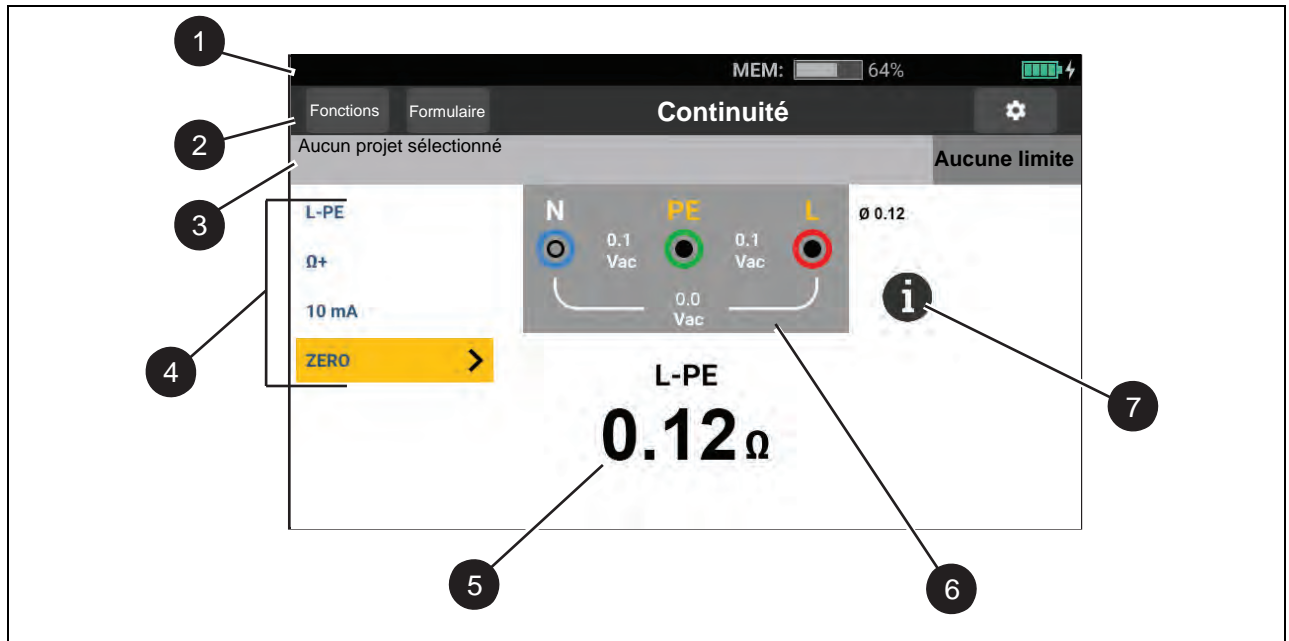 1
MEM: 64%
2
Fonctions Formulaire Continuité
3
Aucun projet sélectionné Aucune limite
4
L-PE
Ω+
10 mA
ZERO
N PE L
0.1 Vac
0.1 Vac
0.0 Vac
Ø 0.12
i
7
L-PE
0.12 Ω
5
6